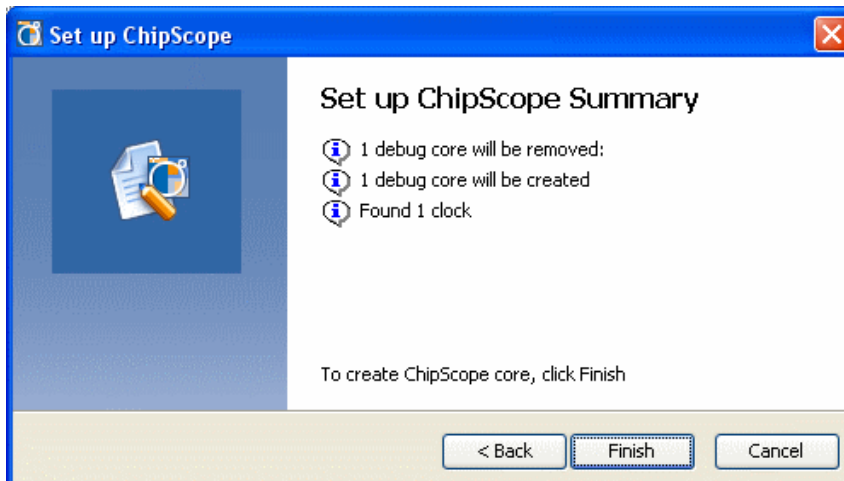 Set up ChipScope
Set up ChipScope Summary
1 debug core will be removed:
1 debug core will be created
Found 1 clock
To create ChipScope core, click Finish
< Back
Finish
Cancel